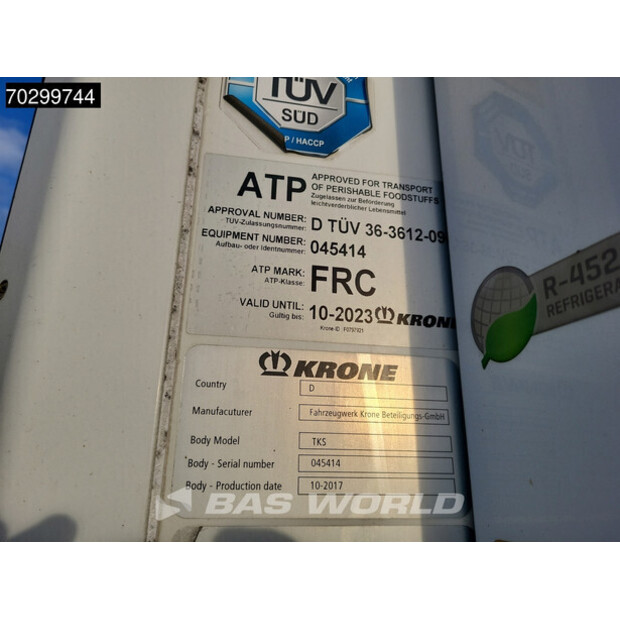 70299744
TÜV
SÜD
P / HACCP
ATP APPROVED FOR TRANSPORT
OF PERISHABLE FOODSTUFFS
Zugelassen zur Beförderung
leichtverderblicher Lebensmittel
APPROVAL NUMBER: D TÜV 36-3612-09
TÜV-Zulassungsnummer:
EQUIPMENT NUMBER: 045414
Aufbau- oder Identnummer:
ATP MARK: FRC
ATP-Klasse:
VALID UNTIL: 10-2023 KRONE
Gültig bis:
R-452
REFRIGERA
KRONE
Country D
Manufacturer Fahrzeugwerk Krone Beteiligungs-GmbH
Body Model TKS
Body - Serial number 045414
Body - Production date 10-2017
BAS WORLD